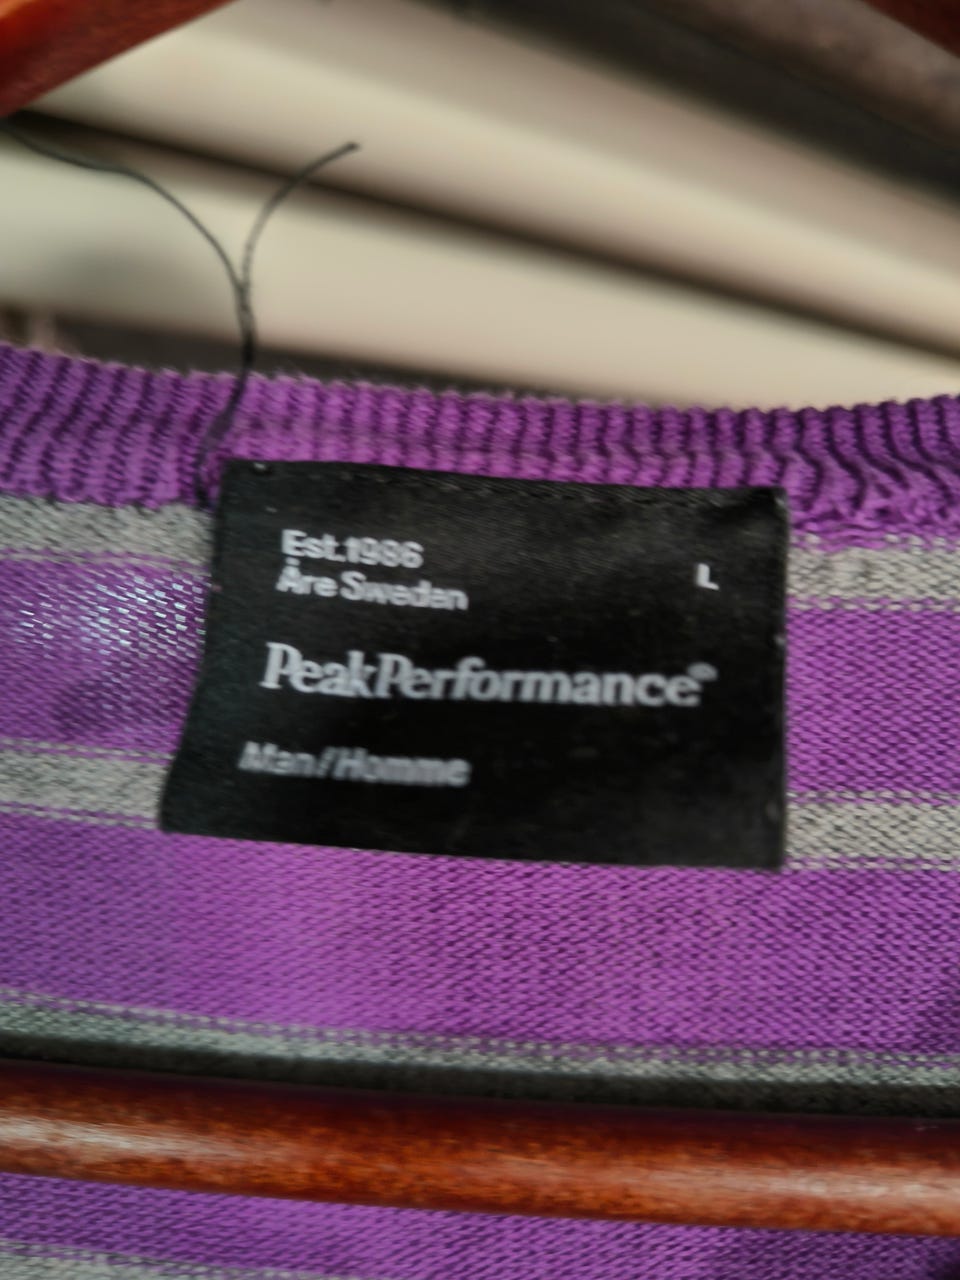 Est.1986
Åre Sweden
L
PeakPerformance®
Man/Homme